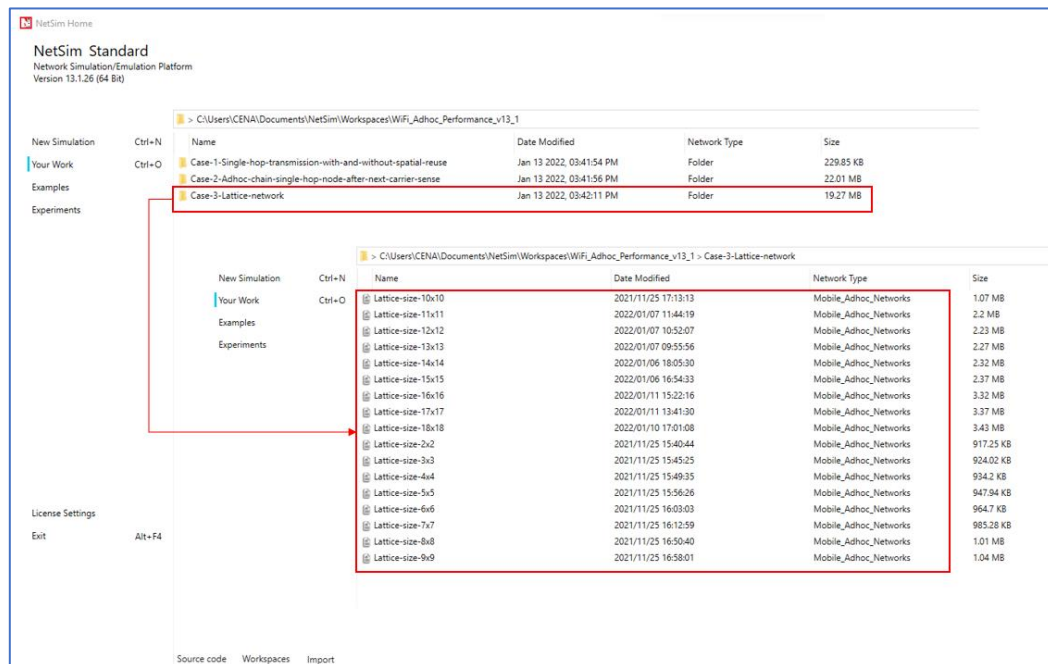 NetSim Home
NetSim Standard
Network Simulation/Emulation Platform
Version 13.1.26 (64 Bit)
> C:\Users\CENA\Documents\NetSim\Workspaces\WiFi_Adhoc_Performance_v13_1
New Simulation Ctrl+N
Your Work Ctrl+O
Examples
Experiments
Name Date Modified Network Type Size
Case-1-Single-hop-transmission-with-and-without-spatial-reuse Jan 13 2022, 03:41:54 PM Folder 229.85 KB
Case-2-Adhoc-chain-single-hop-node-after-next-carrier-sense Jan 13 2022, 03:41:56 PM Folder 22.01 MB
Case-3-Lattice-network Jan 13 2022, 03:42:11 PM Folder 19.27 MB
> C:\Users\CENA\Documents\NetSim\Workspaces\WiFi_Adhoc_Performance_v13_1 > Case-3-Lattice-network
New Simulation Ctrl+N
Your Work Ctrl+O
Examples
Experiments
Name Date Modified Network Type Size
Lattice-size-10x10 2021/11/25 17:13:13 Mobile_Adhoc_Networks 1.07 MB
Lattice-size-11x11 2022/01/07 11:44:19 Mobile_Adhoc_Networks 2.2 MB
Lattice-size-12x12 2022/01/07 10:52:07 Mobile_Adhoc_Networks 2.23 MB
Lattice-size-13x13 2022/01/07 09:55:56 Mobile_Adhoc_Networks 2.27 MB
Lattice-size-14x14 2022/01/06 18:05:30 Mobile_Adhoc_Networks 2.32 MB
Lattice-size-15x15 2022/01/06 16:54:33 Mobile_Adhoc_Networks 2.37 MB
Lattice-size-16x16 2022/01/11 15:22:16 Mobile_Adhoc_Networks 3.32 MB
Lattice-size-17x17 2022/01/11 13:41:30 Mobile_Adhoc_Networks 3.37 MB
Lattice-size-18x18 2022/01/10 17:01:08 Mobile_Adhoc_Networks 3.43 MB
Lattice-size-2x2 2021/11/25 15:40:44 Mobile_Adhoc_Networks 917.25 KB
Lattice-size-3x3 2021/11/25 15:45:25 Mobile_Adhoc_Networks 924.02 KB
Lattice-size-4x4 2021/11/25 15:49:35 Mobile_Adhoc_Networks 934.2 KB
Lattice-size-5x5 2021/11/25 15:56:26 Mobile_Adhoc_Networks 947.94 KB
Lattice-size-6x6 2021/11/25 16:03:03 Mobile_Adhoc_Networks 964.7 KB
Lattice-size-7x7 2021/11/25 16:12:59 Mobile_Adhoc_Networks 985.28 KB
Lattice-size-8x8 2021/11/25 16:50:40 Mobile_Adhoc_Networks 1.01 MB
Lattice-size-9x9 2021/11/25 16:58:01 Mobile_Adhoc_Networks 1.04 MB
License Settings
Exit Alt+F4
Source code Workspaces Import